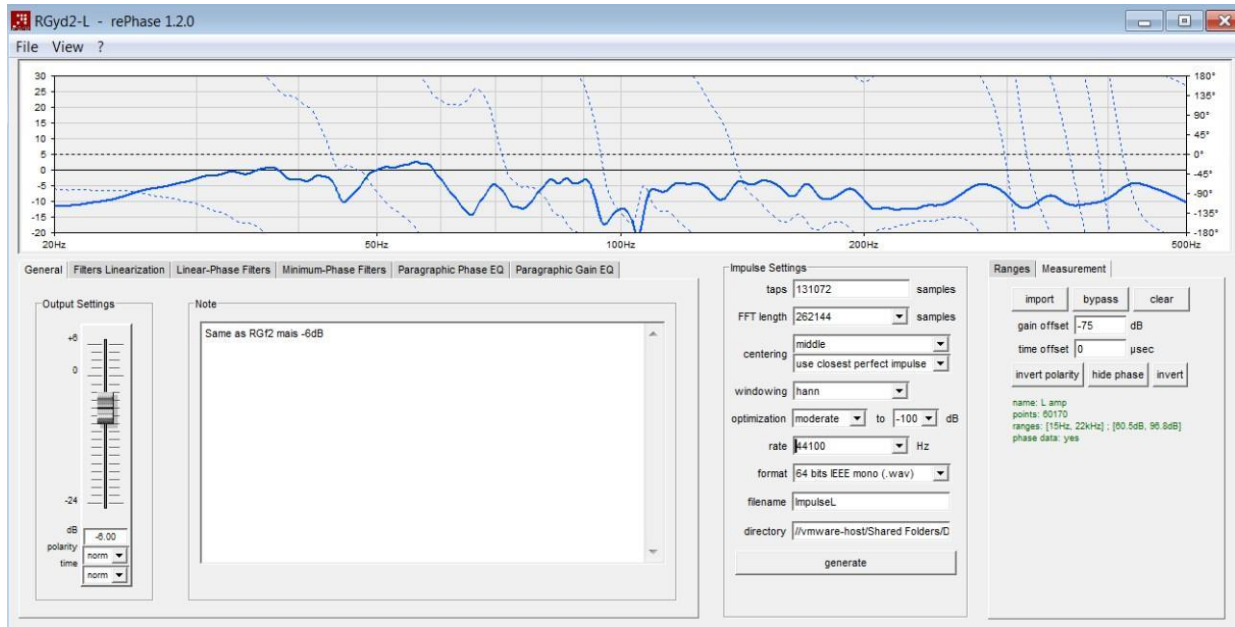 RGyd2-L - rePhase 1.2.0
File View ?
30
25
20
15
10
5
0
-5
-10
-15
-20
180°
135°
90°
45°
0°
-45°
-90°
-135°
-180°
20Hz 50Hz 100Hz 200Hz 500Hz
General Filters Linearization Linear-Phase Filters Minimum-Phase Filters Paragraphic Phase EQ Paragraphic Gain EQ
Output Settings
+6
0
-24
dB -6.00
polarity norm
time norm
Note
Same as RGf2 mais -6dB
Impulse Settings
taps 131072 samples
FFT length 262144 samples
centering middle
use closest perfect impulse
windowing hann
optimization moderate to -100 dB
rate 44100 Hz
format 64 bits IEEE mono (.wav)
filename ImpulseL
directory //vmware-host/Shared Folders/D
generate
Ranges Measurement
import bypass clear
gain offset -75 dB
time offset 0 µsec
invert polarity hide phase invert
name: L amp
points: 60170
ranges: [15Hz, 22kHz] ; [60.5dB, 96.8dB]
phase data: yes